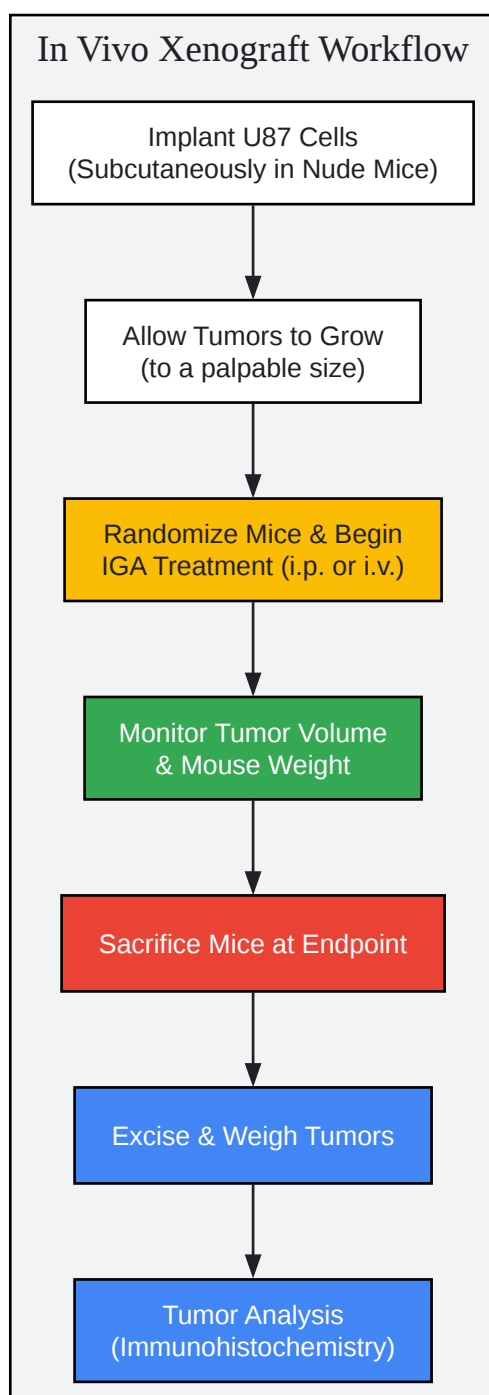 In Vivo Xenograft Workflow
Implant U87 Cells
(Subcutaneously in Nude Mice)
Allow Tumors to Grow
(to a palpable size)
Randomize Mice & Begin
IGA Treatment (i.p. or i.v.)
Monitor Tumor Volume
& Mouse Weight
Sacrifice Mice at Endpoint
Excise & Weigh Tumors
Tumor Analysis
(Immunohistochemistry)